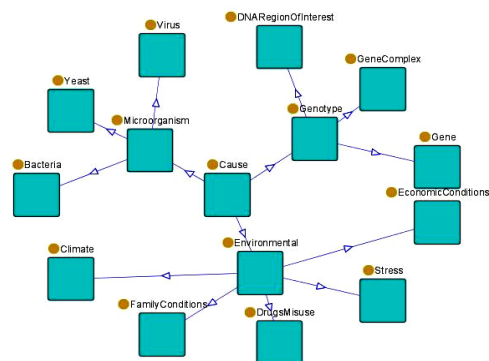 DNARegionOfInterest
Virus
GeneComplex
Yeast
Microorganism
Genotype
Gene
Bacteria
Cause
EconomicConditions
Climate
Environmental
Stress
FamilyConditions
DrugsMisuse